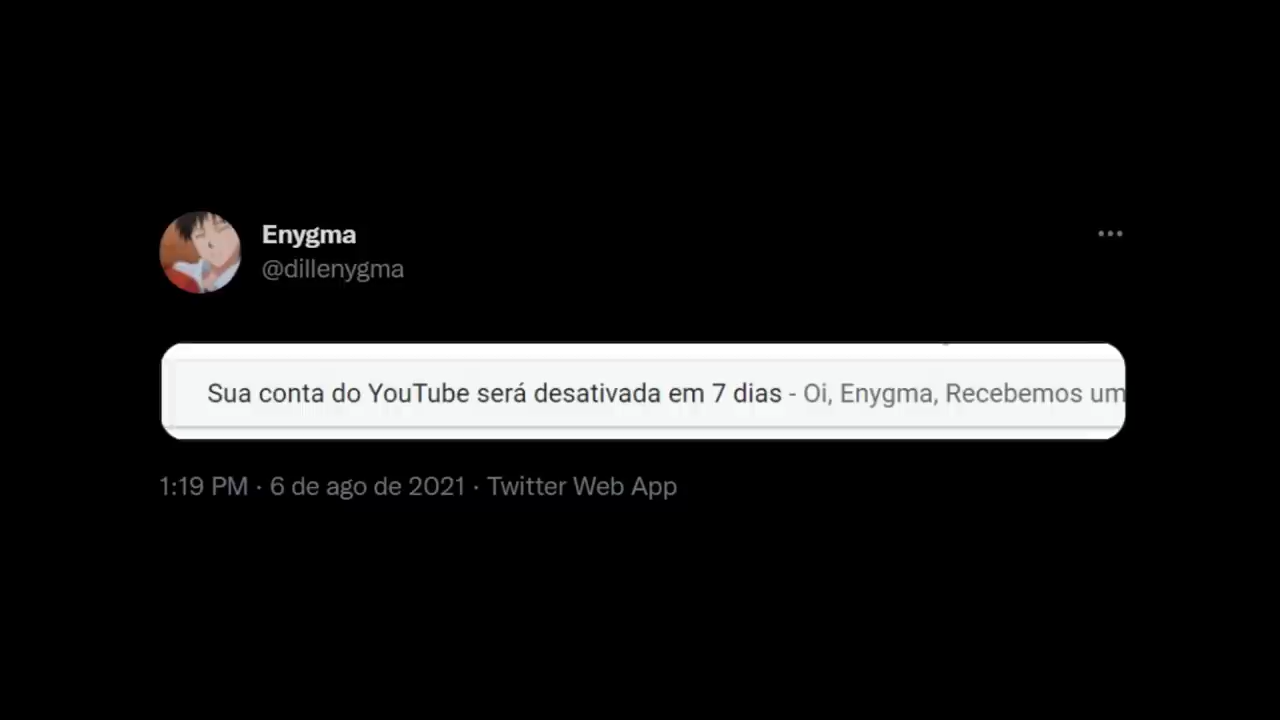 Enygma
@dillenygma
Sua conta do YouTube será desativada em 7 dias - Oi, Enygma, Recebemos um
1:19 PM · 6 de ago de 2021 · Twitter Web App